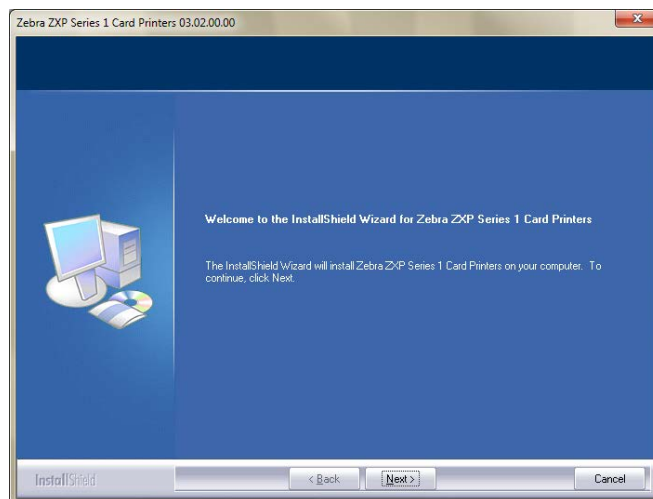 Zebra ZXP Series 1 Card Printers 03.02.00.00
Welcome to the InstallShield Wizard for Zebra ZXP Series 1 Card Printers
The InstallShield Wizard will install Zebra ZXP Series 1 Card Printers on your computer. To
continue, click Next.
InstallShield
< Back
Next >
Cancel